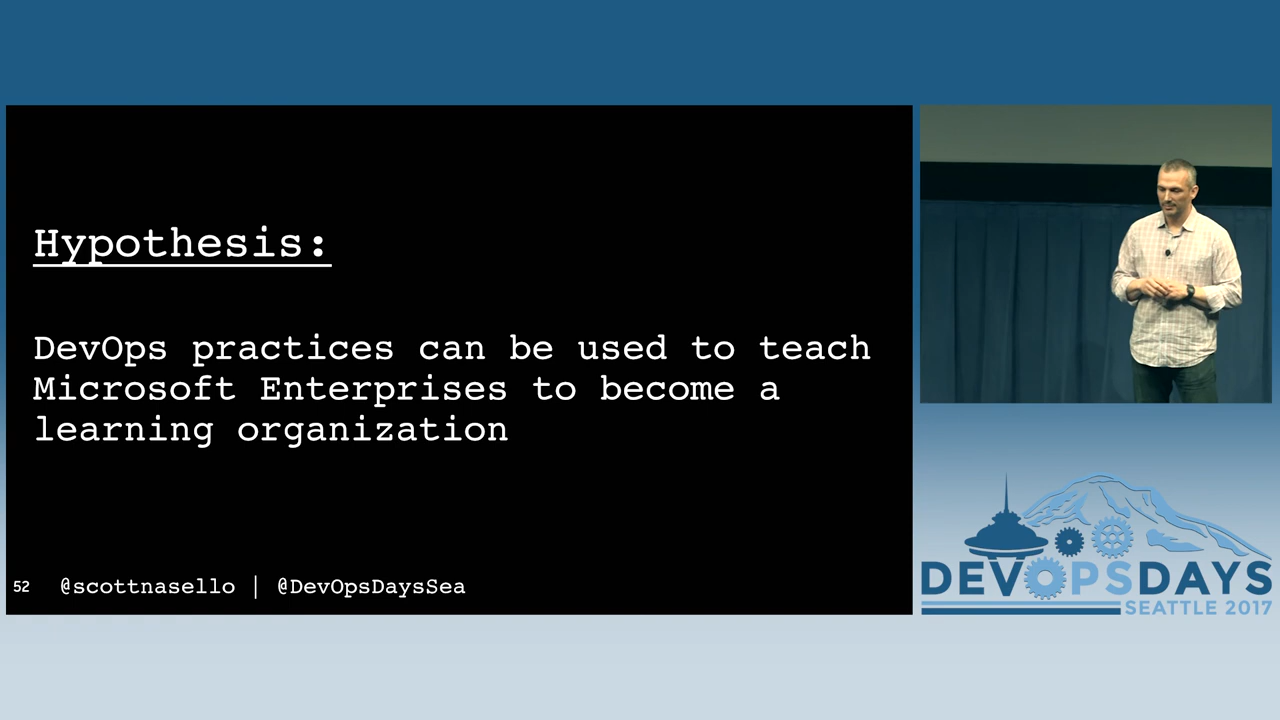 Hypothesis:
DevOps practices can be used to teach
Microsoft Enterprises to become a
learning organization
52 @scottnasello | @DevOpsDaysSea
DEVOPSDAYS
SEATTLE 2017